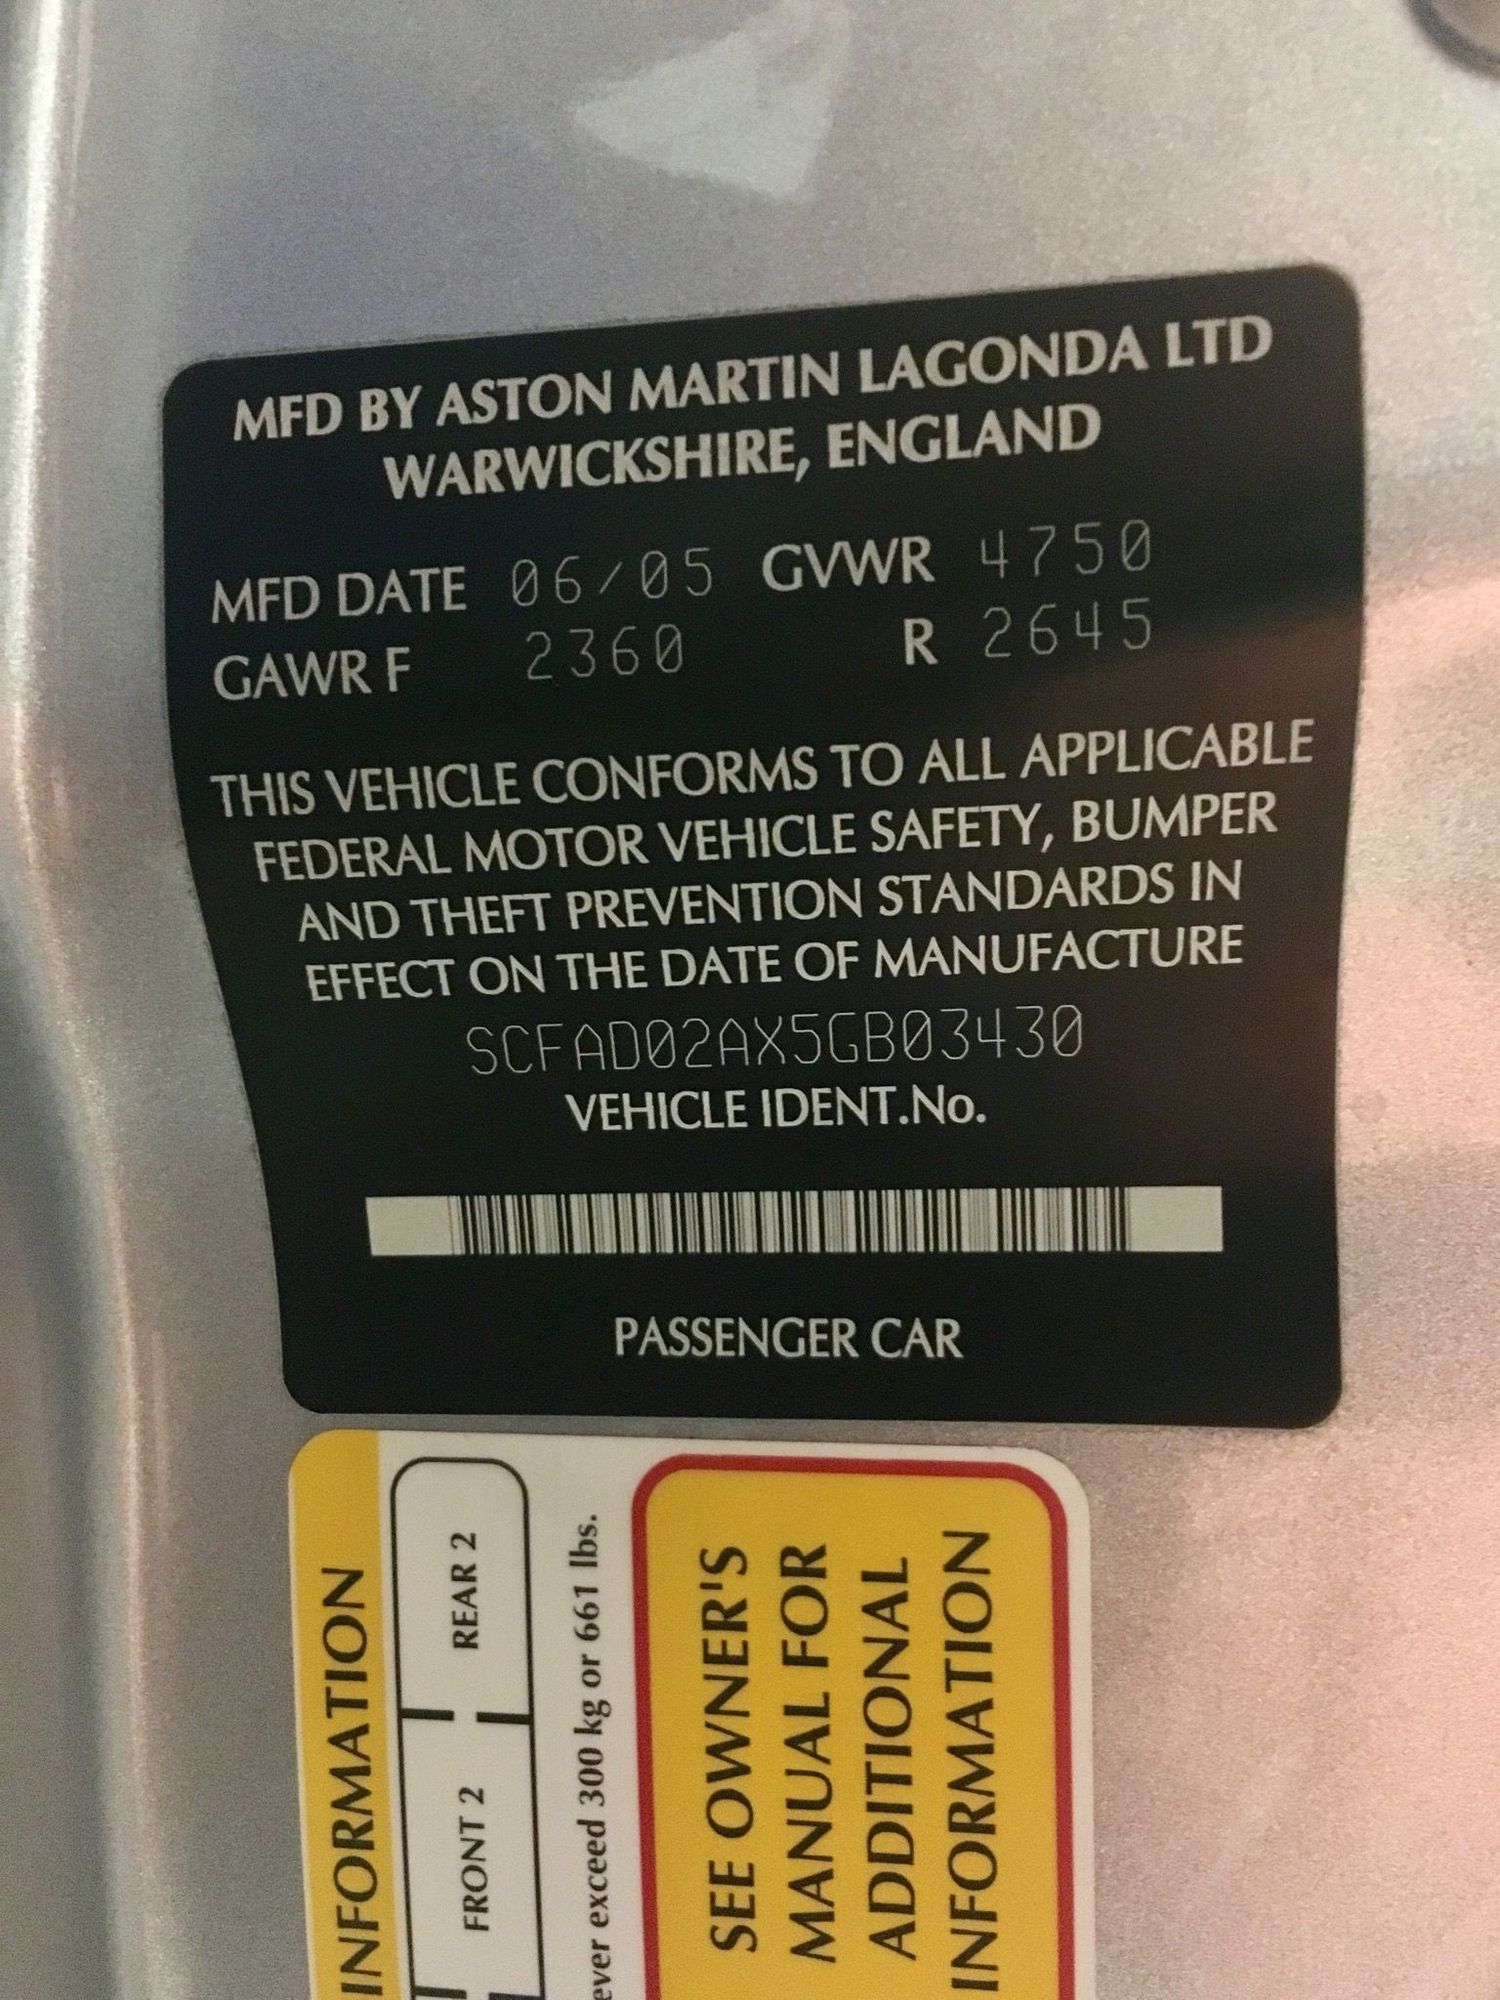 MFD BY ASTON MARTIN LAGONDA LTD
WARWICKSHIRE, ENGLAND
MFD DATE 06/05 GVWR 4750
GAWR F 2360 R 2645
THIS VEHICLE CONFORMS TO ALL APPLICABLE
FEDERAL MOTOR VEHICLE SAFETY, BUMPER
AND THEFT PREVENTION STANDARDS IN
EFFECT ON THE DATE OF MANUFACTURE
SCFAD02AX5GB03430
VEHICLE IDENT.No.
PASSENGER CAR
INFORMATION
FRONT 2 REAR 2
ever exceed 300 kg or 661 lbs.
SEE OWNER'S
MANUAL FOR
ADDITIONAL
INFORMATION